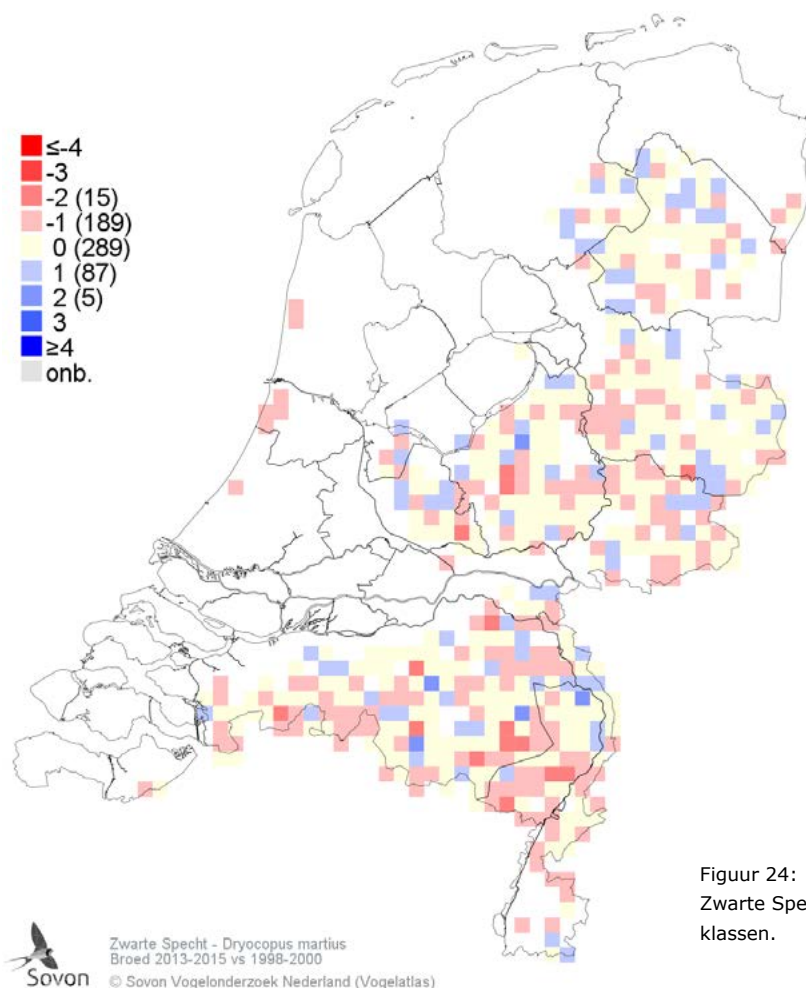 ≤-4
-3
-2 (15)
-1 (189)
0 (289)
1 (87)
2 (5)
3
≥4
onb.
Figuur 24:
Zwarte Spe
klassen.
Sovon
Zwarte Specht - Dryocopus martius
Broed 2013-2015 vs 1998-2000
© Sovon Vogelonderzoek Nederland (Vogelatlas)